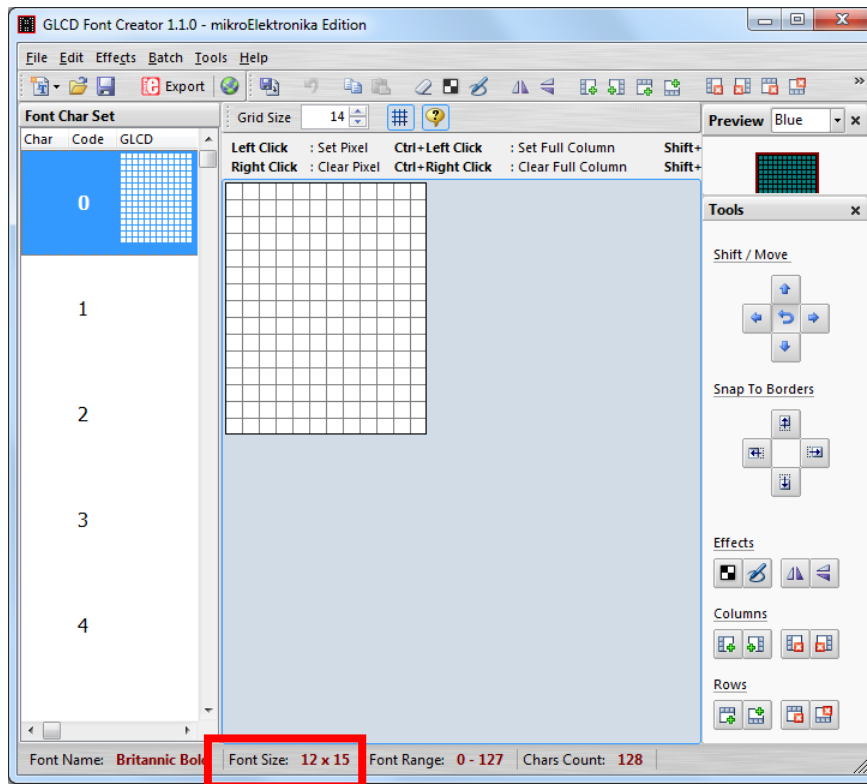 GLCD Font Creator 1.1.0 - mikroElektronika Edition
File Edit Effects Batch Tools Help
Export »
Font Char Set
Char Code GLCD
0
1
2
3
4
Grid Size 14
Left Click : Set Pixel Ctrl+Left Click : Set Full Column Shift+
Right Click : Clear Pixel Ctrl+Right Click : Clear Full Column Shift+
Preview Blue
Tools
Shift / Move
Snap To Borders
Effects
Columns
Rows
Font Name: Britannic Bold Font Size: 12 x 15 Font Range: 0 - 127 Chars Count: 128